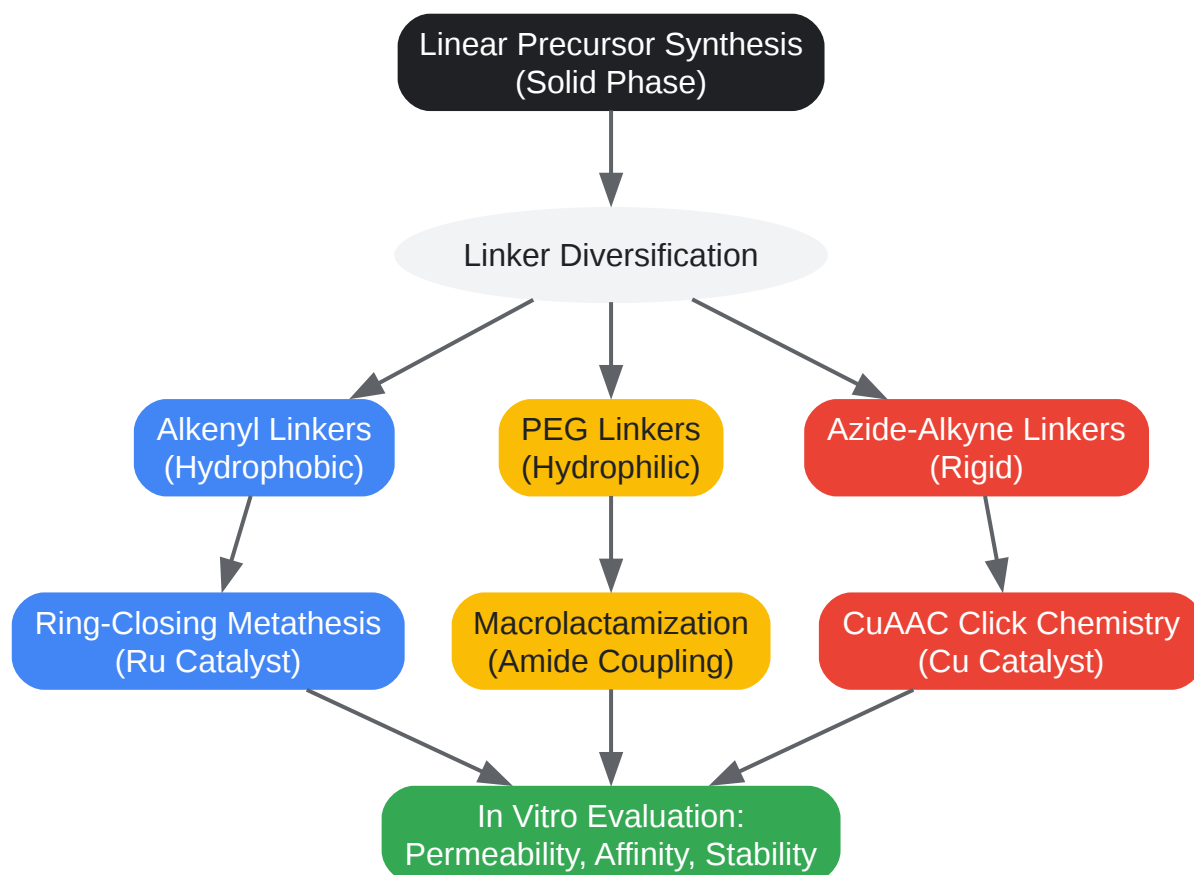 Linear Precursor Synthesis
(Solid Phase)
Linker Diversification
Alkenyl Linkers
(Hydrophobic)
PEG Linkers
(Hydrophilic)
Azide-Alkyne Linkers
(Rigid)
Ring-Closing Metathesis
(Ru Catalyst)
Macrolactamization
(Amide Coupling)
CuAAC Click Chemistry
(Cu Catalyst)
In Vitro Evaluation:
Permeability, Affinity, Stability